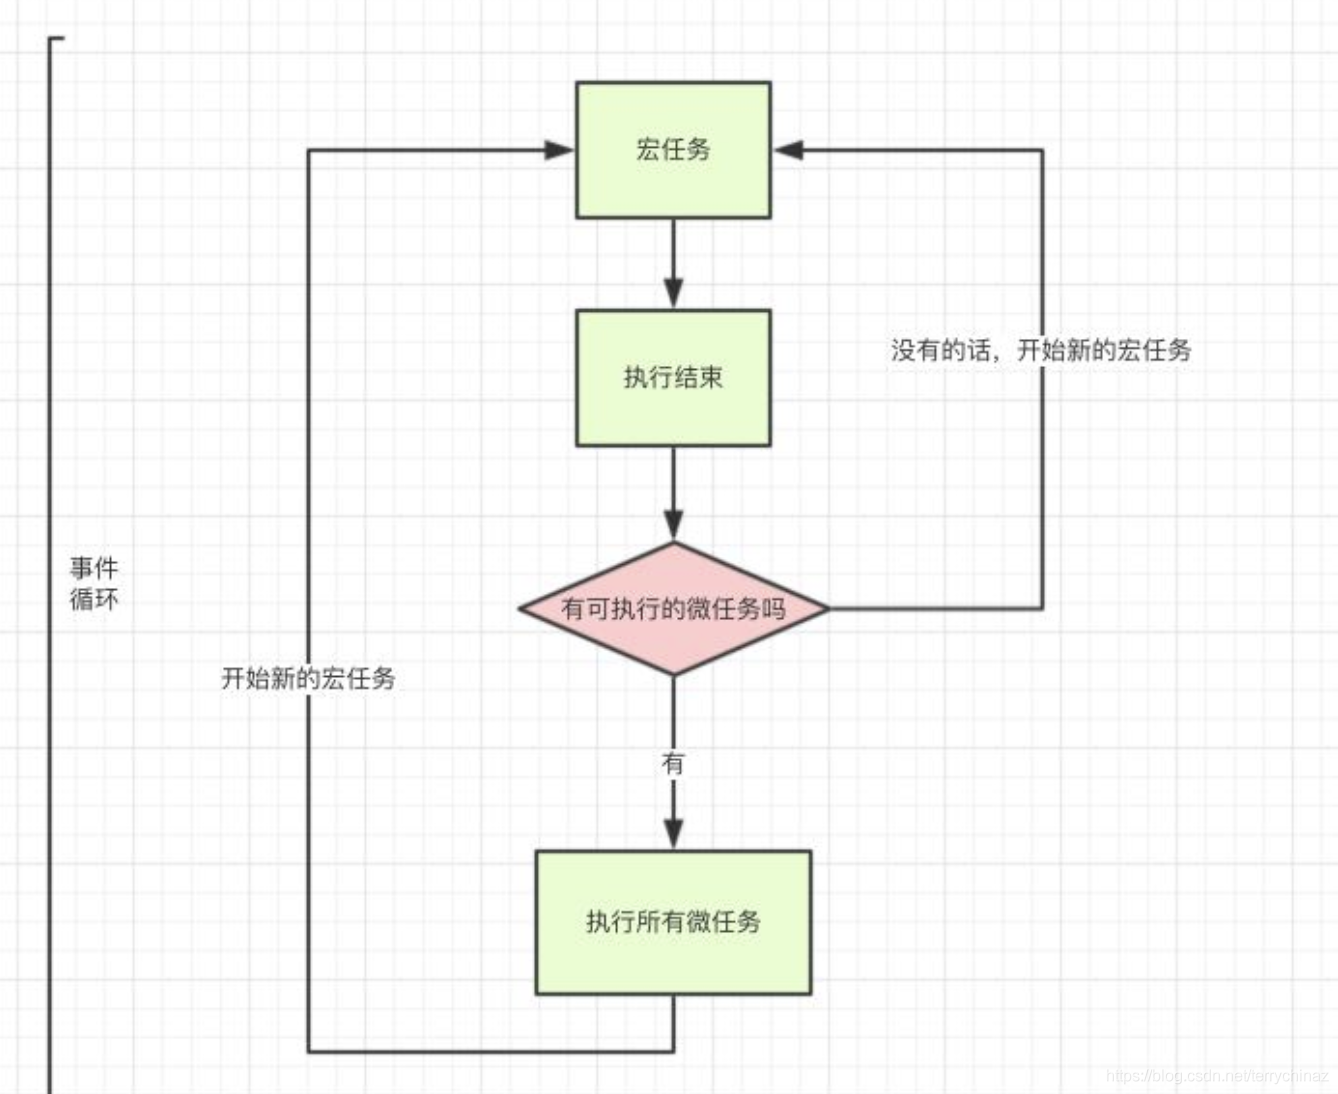 宏任务
执行结束
没有的话，开始新的宏任务
事件
循环
有可执行的微任务吗
开始新的宏任务
有
执行所有微任务
https://blog.csdn.net/terrychinaz